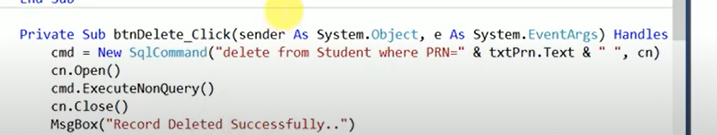 End Sub
Private Sub btnDelete_Click(sender As System.Object, e As System.EventArgs) Handles
cmd = New SqlCommand("delete from Student where PRN=" & txtPrn.Text & " ", cn)
cn.Open()
cmd.ExecuteNonQuery()
cn.Close()
MsgBox("Record Deleted Successfully..")